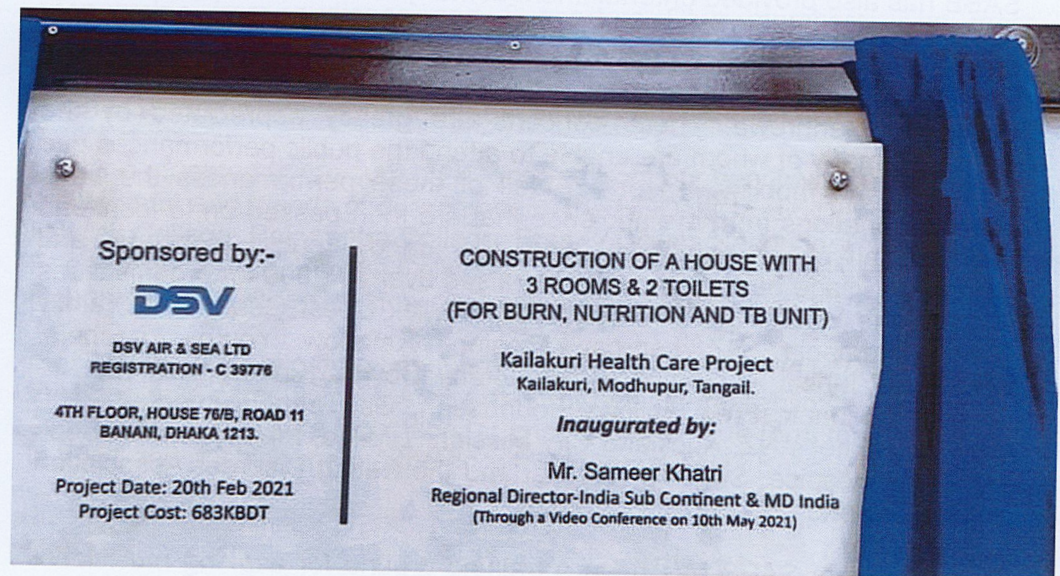 Sponsored by:-
DSV
DSV AIR & SEA LTD
REGISTRATION - C 39776
4TH FLOOR, HOUSE 76/B, ROAD 11
BANANI, DHAKA 1213.
Project Date: 20th Feb 2021
Project Cost: 683KBDT
CONSTRUCTION OF A HOUSE WITH
3 ROOMS & 2 TOILETS
(FOR BURN, NUTRITION AND TB UNIT)
Kailakuri Health Care Project
Kailakuri, Modhupur, Tangail.
Inaugurated by:
Mr. Sameer Khatri
Regional Director-India Sub Continent & MD India
(Through a Video Conference on 10th May 2021)